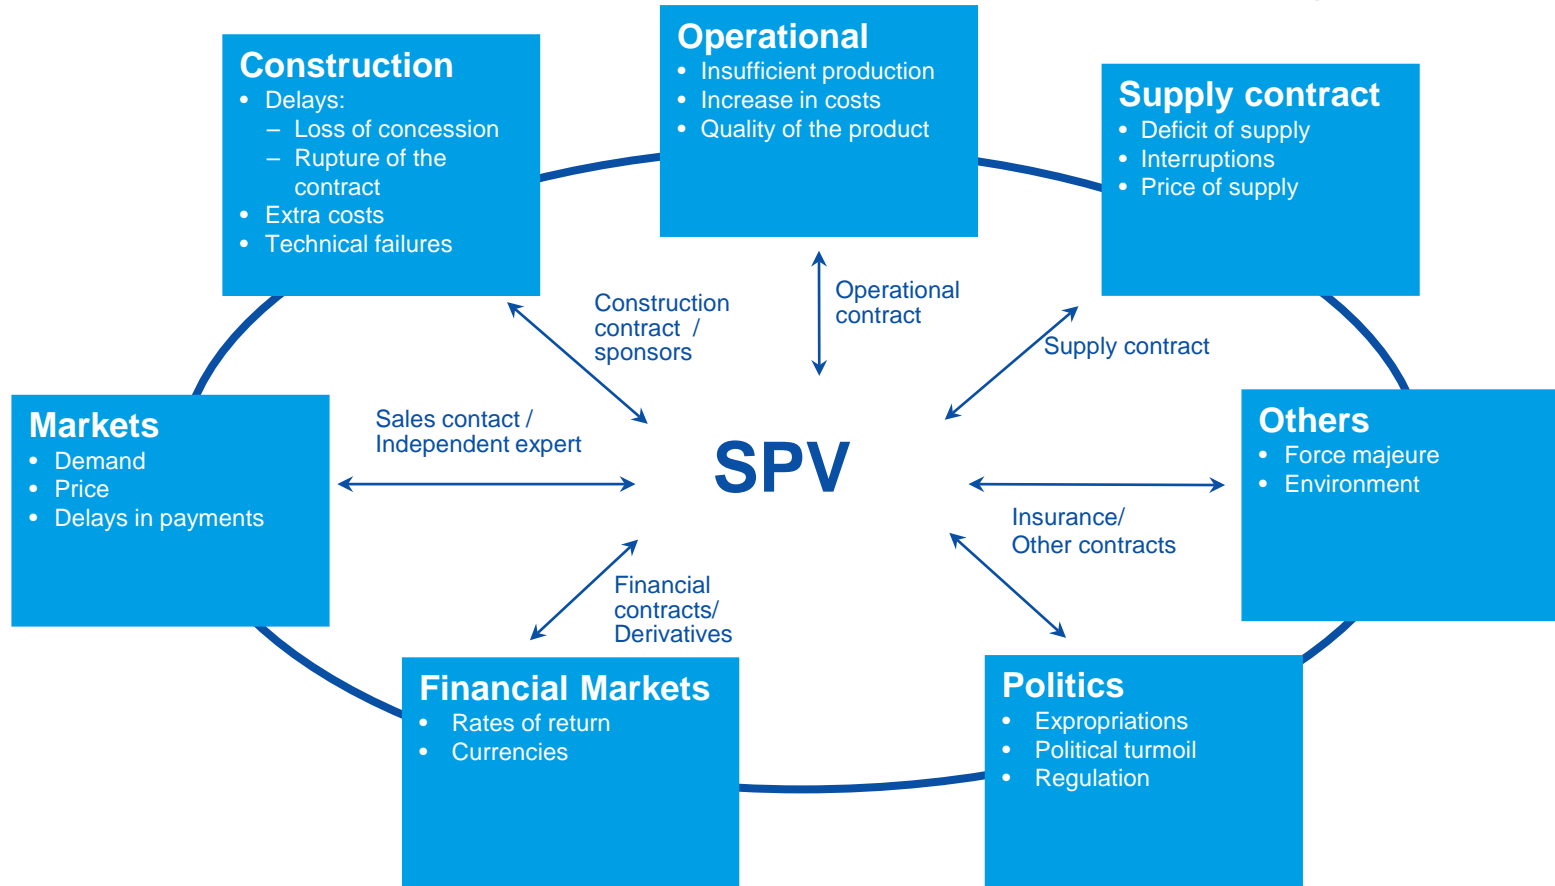 Construction
• Delays:
– Loss of concession
– Rupture of the
contract
• Extra costs
• Technical failures
Operational
• Insufficient production
• Increase in costs
• Quality of the product
Supply contract
• Deficit of supply
• Interruptions
• Price of supply
Construction
contract /
sponsors
Operational
contract
Supply contract
Markets
• Demand
• Price
• Delays in payments
Sales contact /
Independent expert
SPV
Others
• Force majeure
• Environment
Insurance/
Other contracts
Financial
contracts/
Derivatives
Financial Markets
• Rates of return
• Currencies
Politics
• Expropriations
• Political turmoil
• Regulation